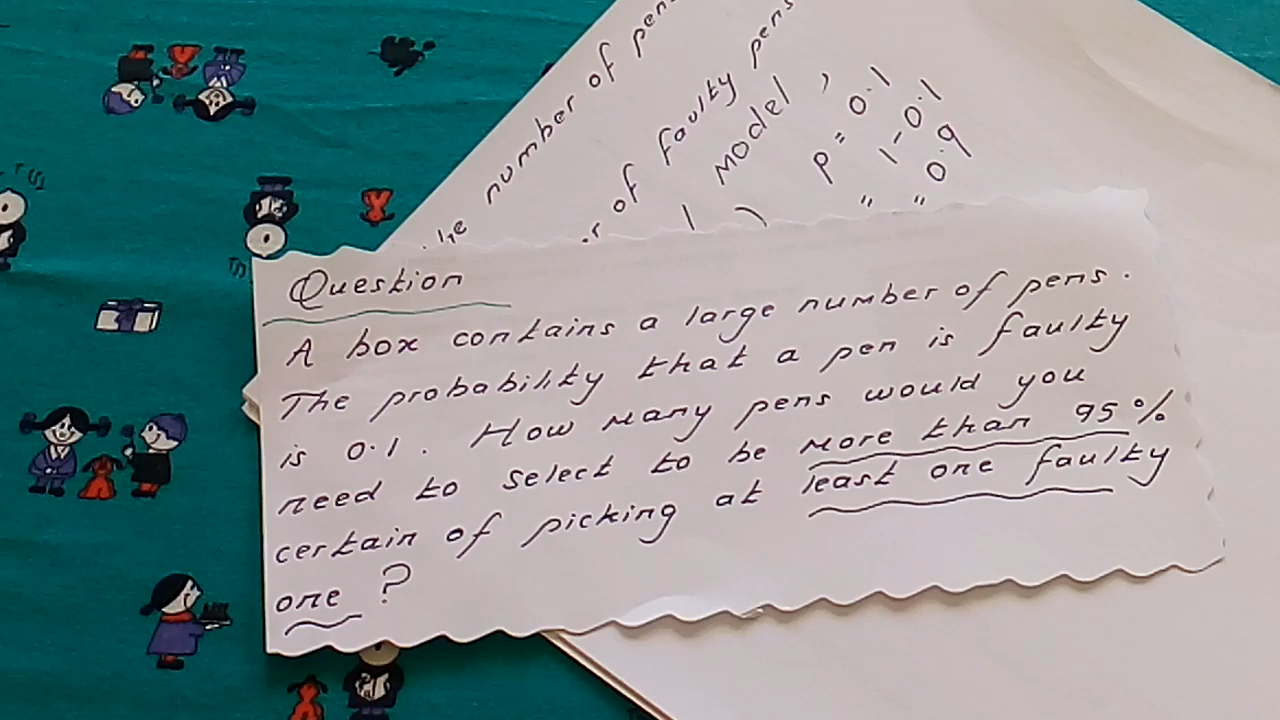 number of pens
of faulty pens
model,
p = 0.1
= 1-0.1
= 0.9
Question
A box contains a large number of pens.
The probability that a pen is faulty
is 0.1. How many pens would you
need to select to be more than 95%
certain of picking at least one faulty
one ?